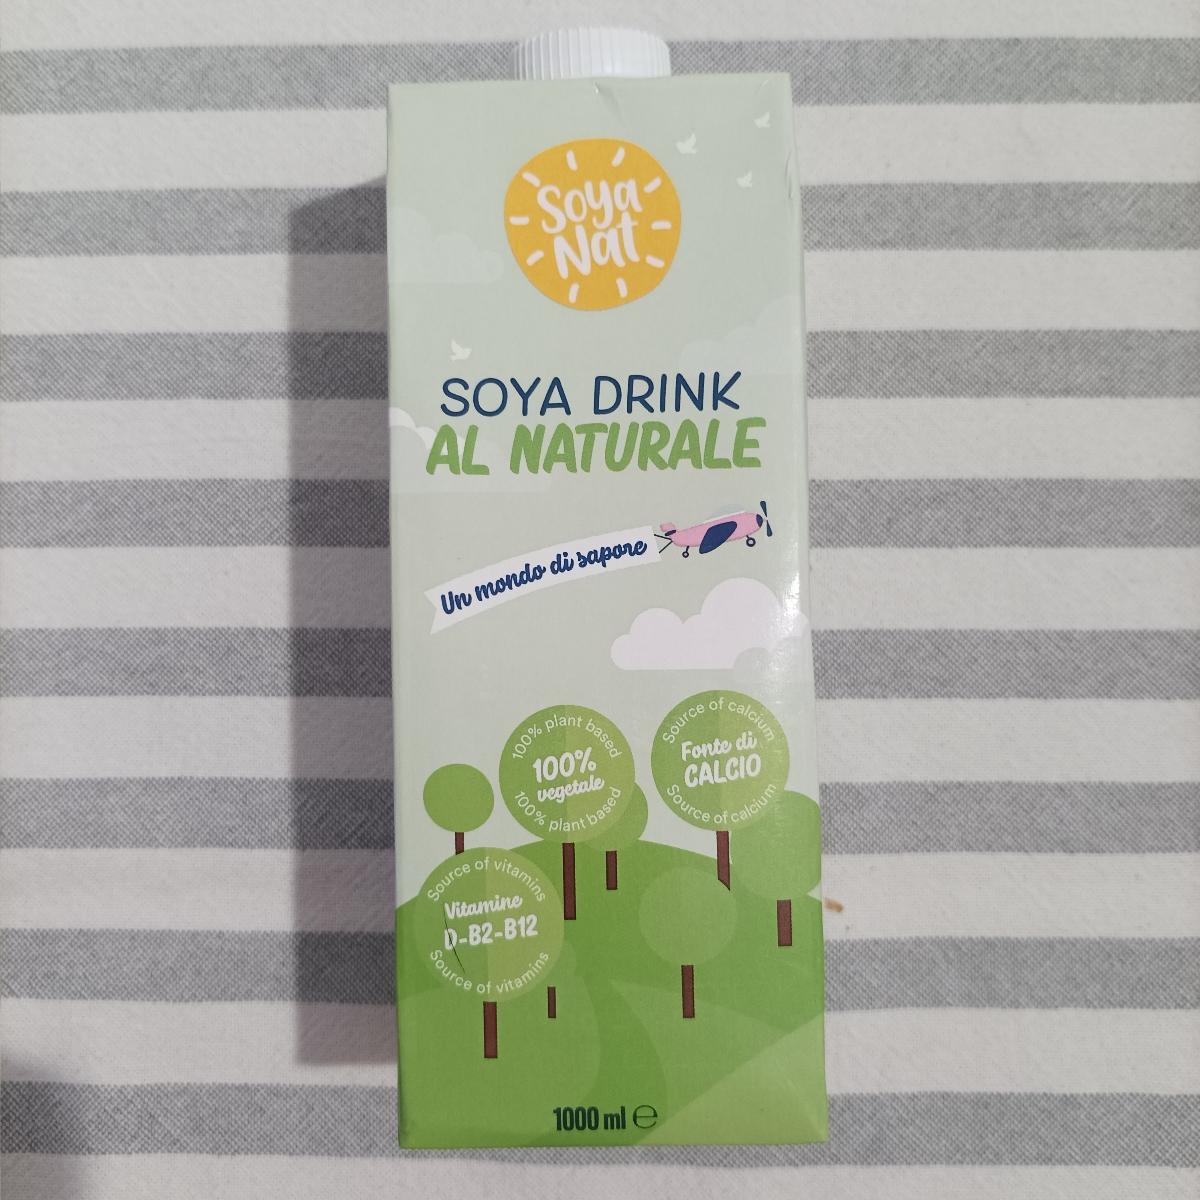 Soya
Nat
SOYA DRINK
AL NATURALE
Un mondo di sapore
100% plant based
100%
vegetale
100% plant based
Source of calcium
Fonte di
CALCIO
Source of calcium
Source of vitamins
Vitamine
D-B2-B12
Source of vitamins
1000 ml ℮